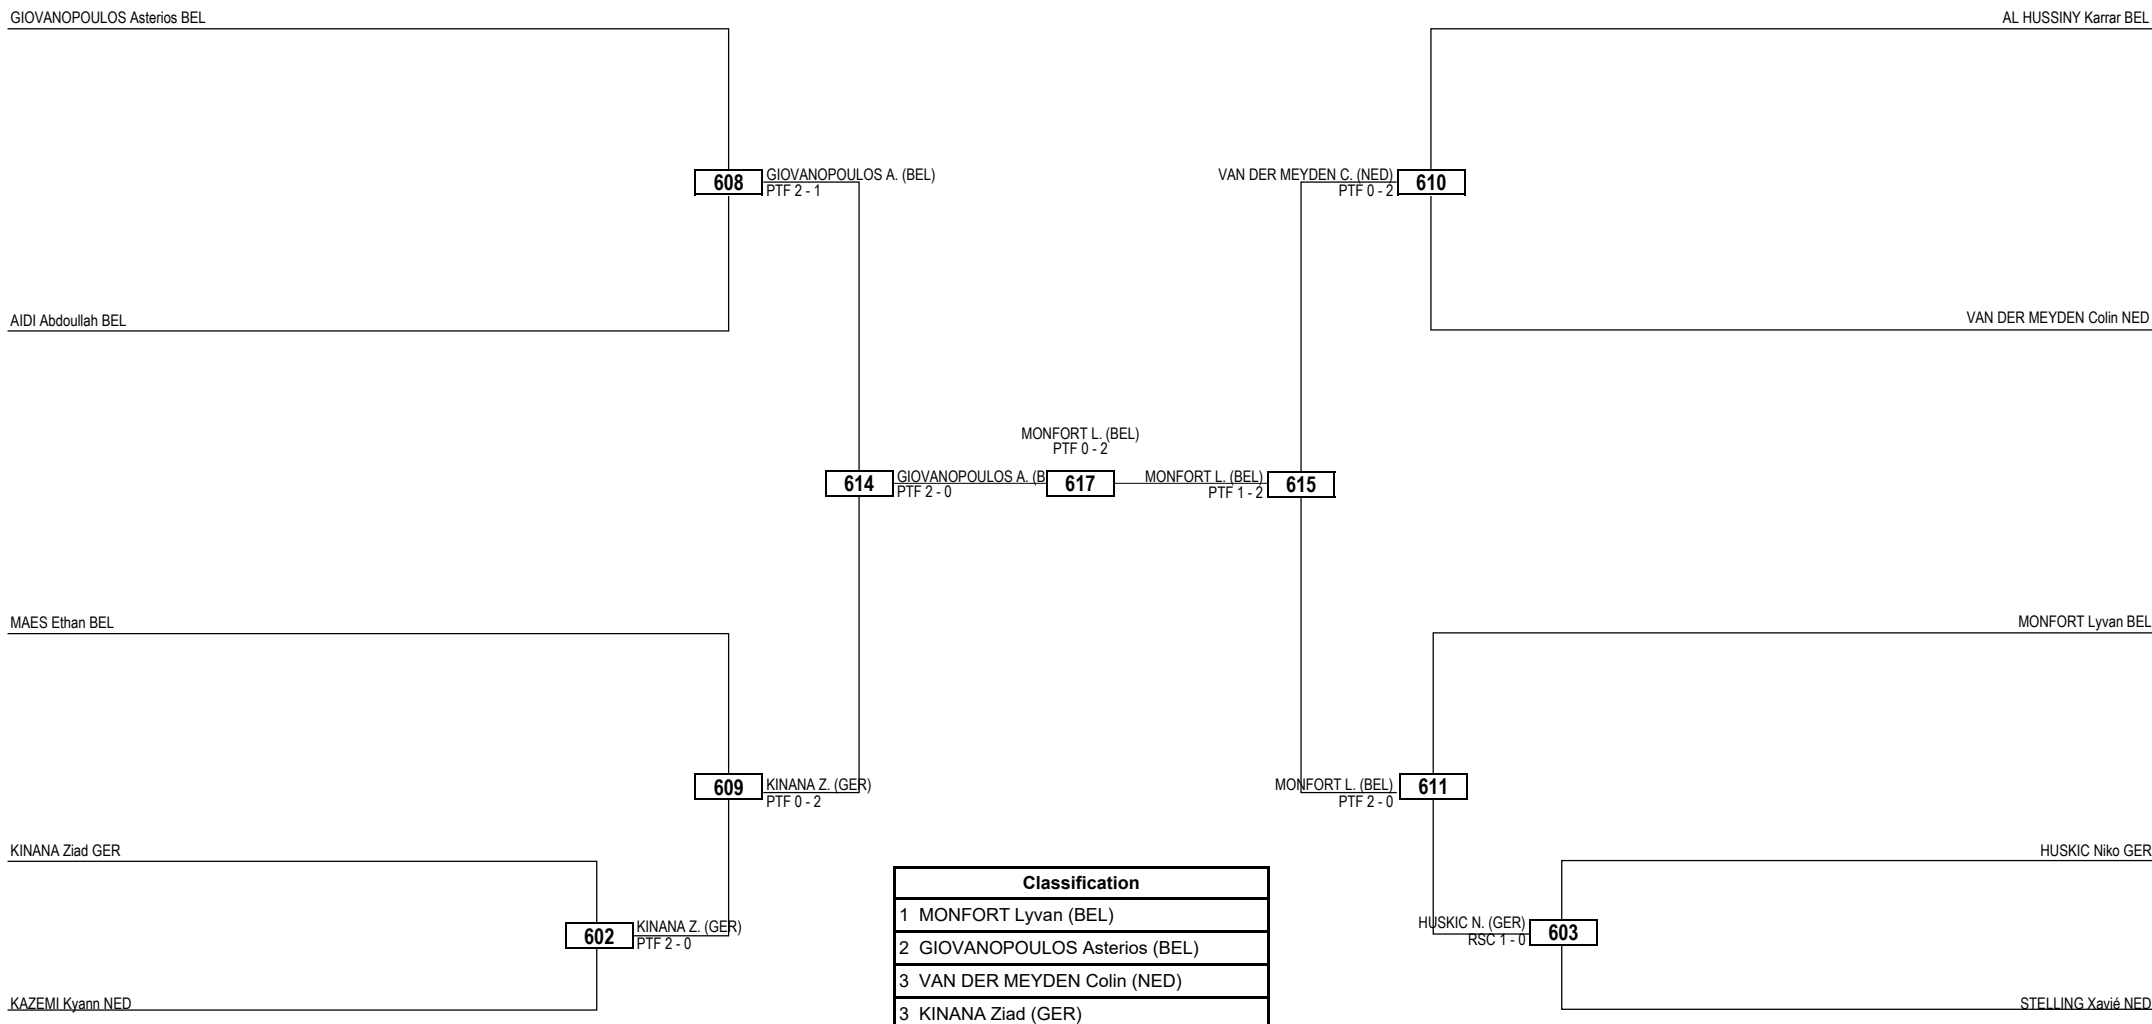 GIOVANOPOULOS Asterios BEL
AL HUSSINY Karrar BEL
608
GIOVANOPOULOS A. (BEL)
PTF 2 - 1
VAN DER MEYDEN C. (NED)
PTF 0 - 2
610
AIDI Abdoullah BEL
VAN DER MEYDEN Colin NED
MONFORT L. (BEL)
PTF 0 - 2
614
GIOVANOPOULOS A. (B
PTF 2 - 0
617
MONFORT L. (BEL)
PTF 1 - 2
615
MAES Ethan BEL
MONFORT Lyvan BEL
609
KINANA Z. (GER)
PTF 0 - 2
MONFORT L. (BEL)
PTF 2 - 0
611
KINANA Ziad GER
HUSKIC Niko GER
602
KINANA Z. (GER)
PTF 2 - 0
HUSKIC N. (GER)
RSC 1 - 0
603
KAZEMI Kyann NED
STELLING Xavié NED
Classification
1 MONFORT Lyvan (BEL)
2 GIOVANOPOULOS Asterios (BEL)
3 VAN DER MEYDEN Colin (NED)
3 KINANA Ziad (GER)